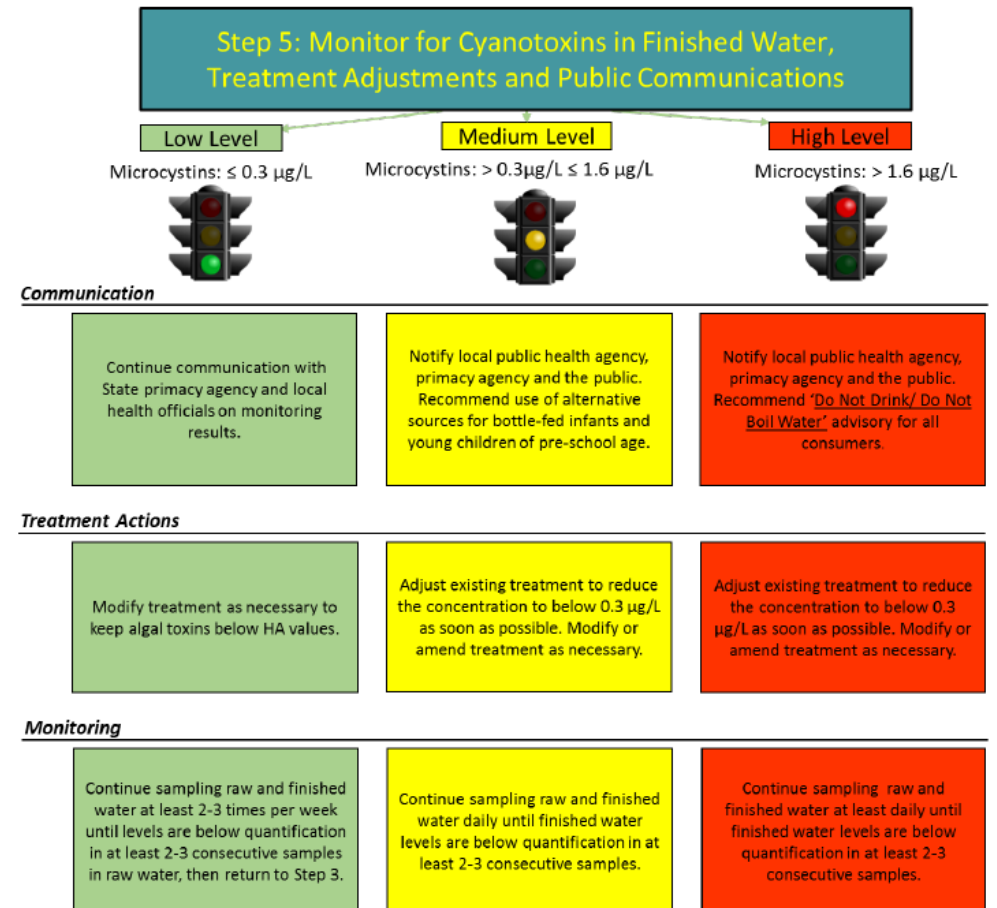 Step 5: Monitor for Cyanotoxins in Finished Water,
Treatment Adjustments and Public Communications
Low Level
Medium Level
High Level
Microcystins: ≤ 0.3 µg/L
Microcystins: > 0.3µg/L ≤ 1.6 µg/L
Microcystins: > 1.6 µg/L
Communication
Continue communication with
State primacy agency and local
health officials on monitoring
results.
Notify local public health agency,
primacy agency and the public.
Recommend use of alternative
sources for bottle-fed infants and
young children of pre-school age.
Notify local public health agency,
primacy agency and the public.
Recommend ‘Do Not Drink/ Do Not
Boil Water’ advisory for all
consumers.
Treatment Actions
Modify treatment as necessary to
keep algal toxins below HA values.
Adjust existing treatment to reduce
the concentration to below 0.3 µg/L
as soon as possible. Modify or
amend treatment as necessary.
Adjust existing treatment to reduce
the concentration to below 0.3
µg/L as soon as possible. Modify or
amend treatment as necessary.
Monitoring
Continue sampling raw and finished
water at least 2-3 times per week
until levels are below quantification
in at least 2-3 consecutive samples
in raw water, then return to Step 3.
Continue sampling raw and finished
water daily until finished water
levels are below quantification in at
least 2-3 consecutive samples.
Continue sampling raw and
finished water at least daily until
finished water levels are below
quantification in at least 2-3
consecutive samples.